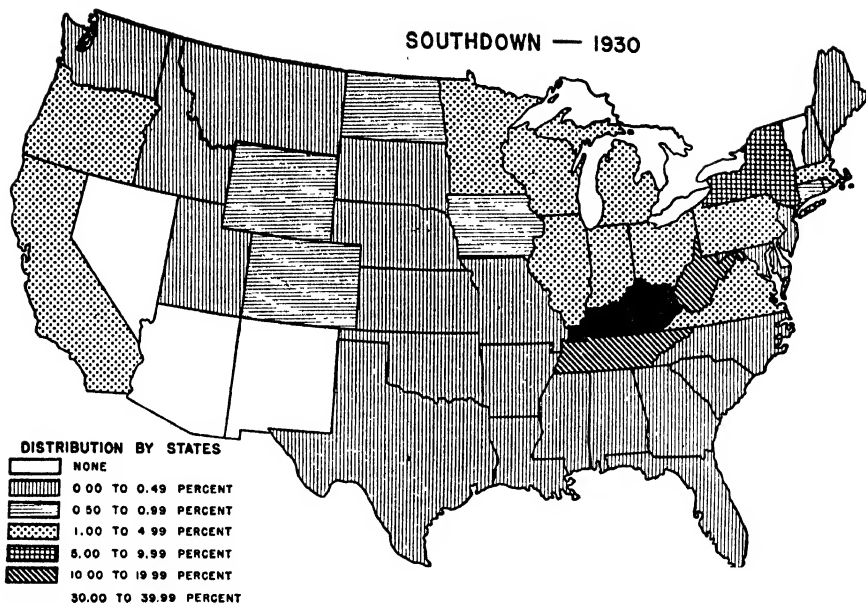 SOUTHDOWN — 1930
DISTRIBUTION BY STATES
NONE
0.00 TO 0.49 PERCENT
0.50 TO 0.99 PERCENT
1.00 TO 4.99 PERCENT
5.00 TO 9.99 PERCENT
10.00 TO 19.99 PERCENT
30.00 TO 39.99 PERCENT